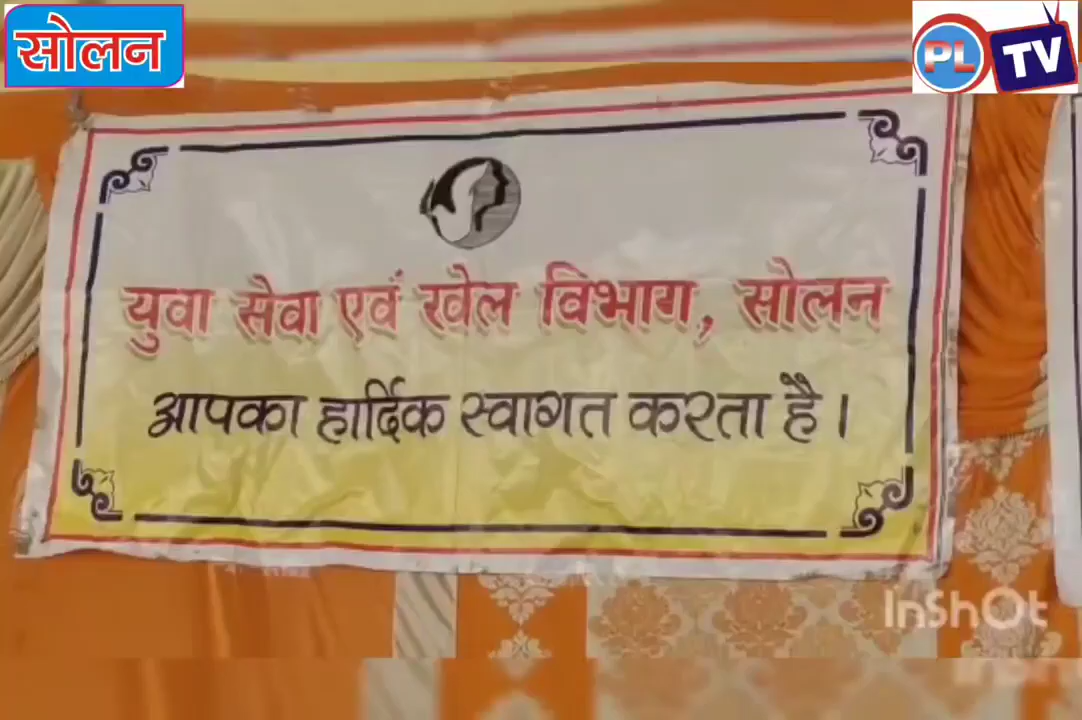 सोलन
PL TV
युवा सेवा एवं खेल विभाग, सोलन
आपका हार्दिक स्वागत करता है।
InShOt